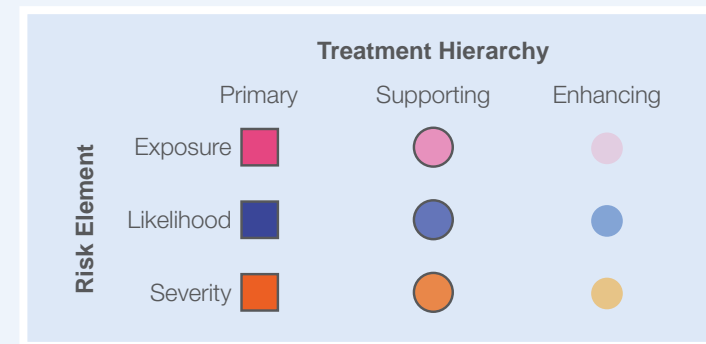 Treatment Hierarchy
Primary Supporting Enhancing
Risk Element
Exposure
Likelihood
Severity